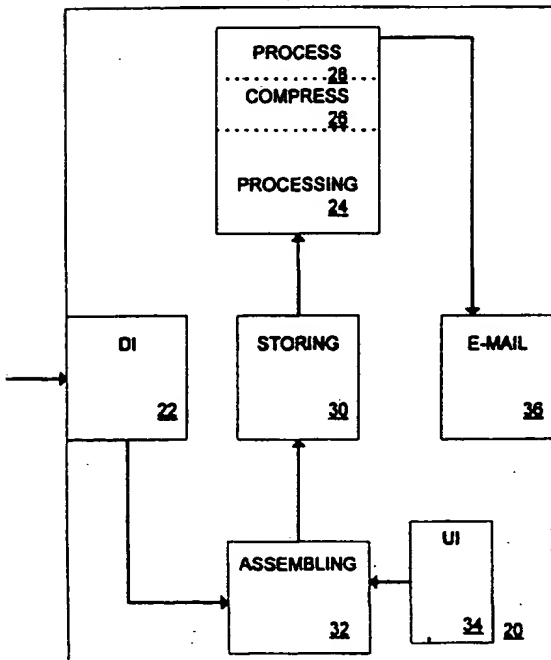 PROCESS
28
COMPRESS
26
PROCESSING
24
DI
22
STORING
30
E-MAIL
36
ASSEMBLING
32
UI
34
20